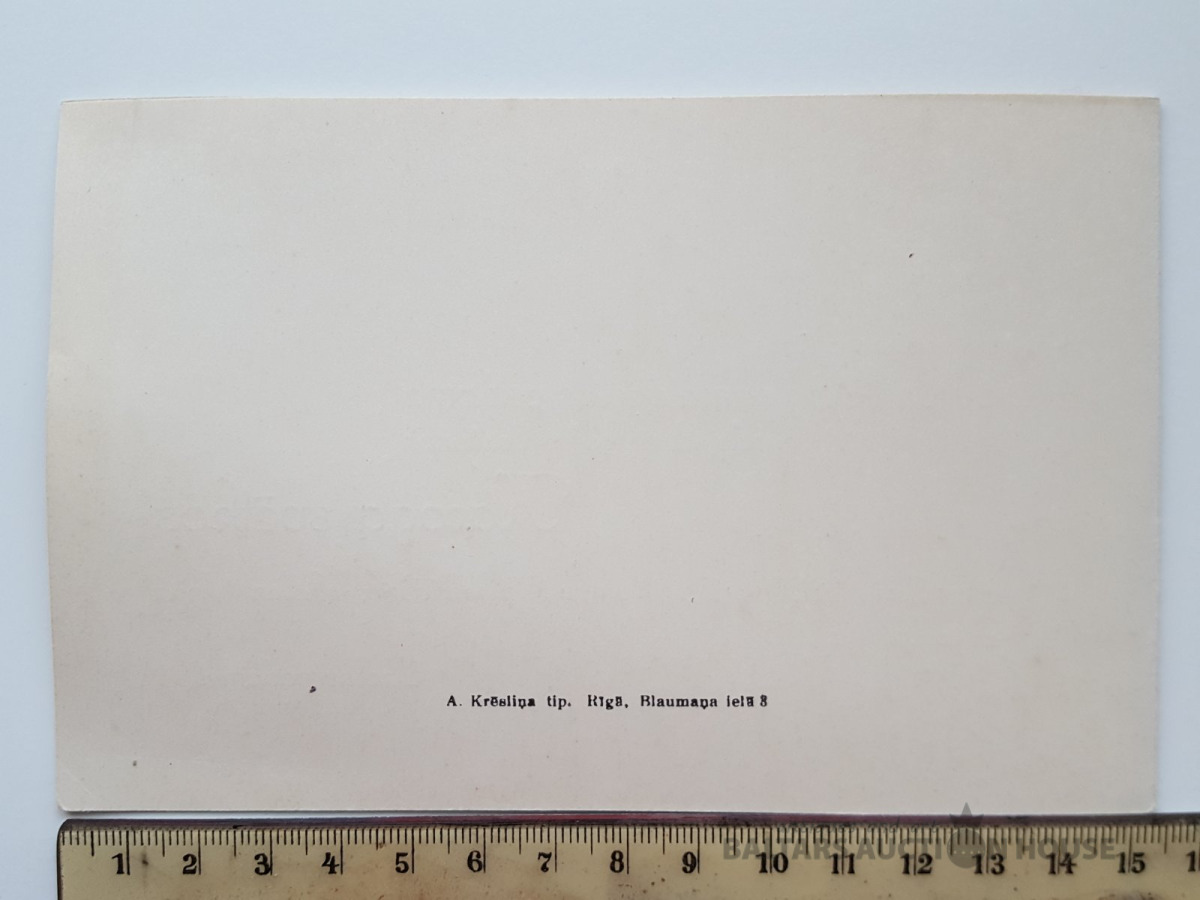 A. Krēsliņa tip. Rīgā, Blaumaņa ielā 8
1 2 3 4 5 6 7 8 9 10 11 12 13 14 15 1
BALTARS AUCTION HOUSE